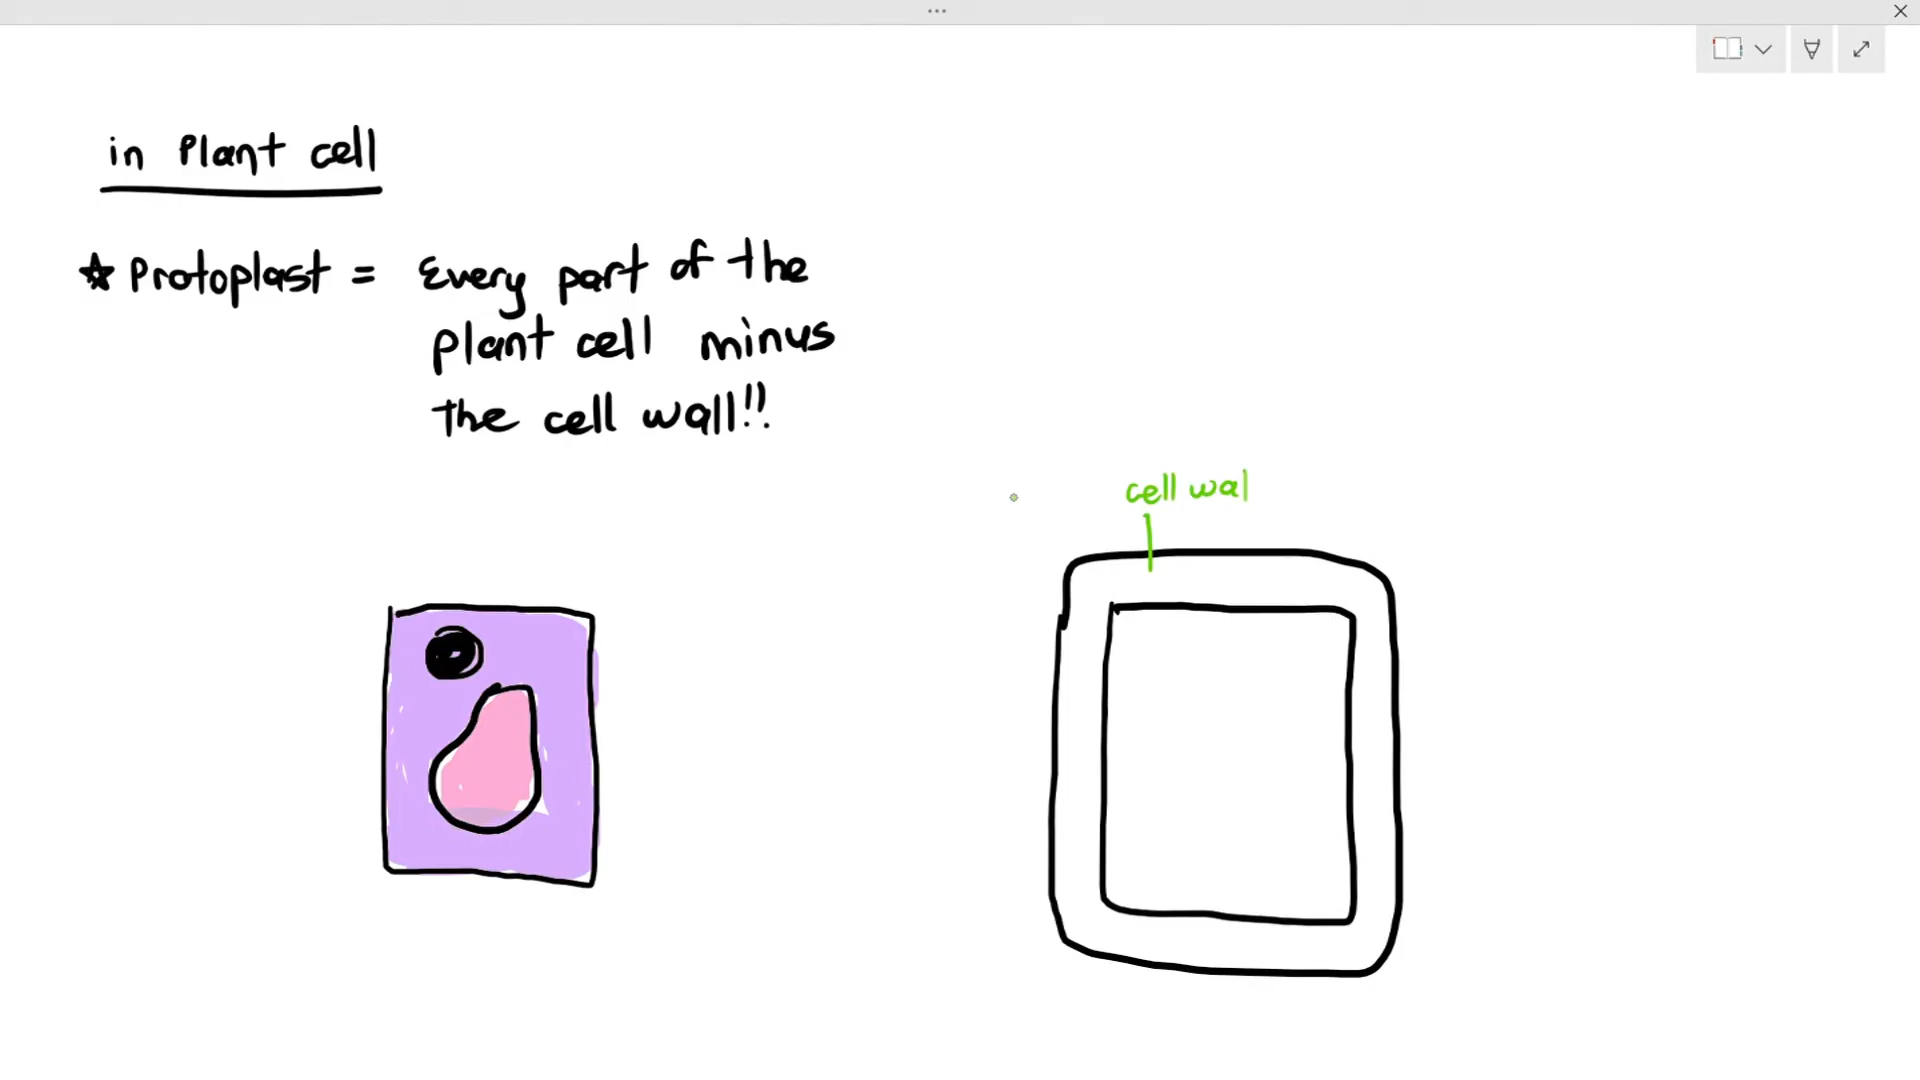 in Plant cell
☆ Protoplast = Every part of the
plant cell minus
the cell wall!!
cell wal